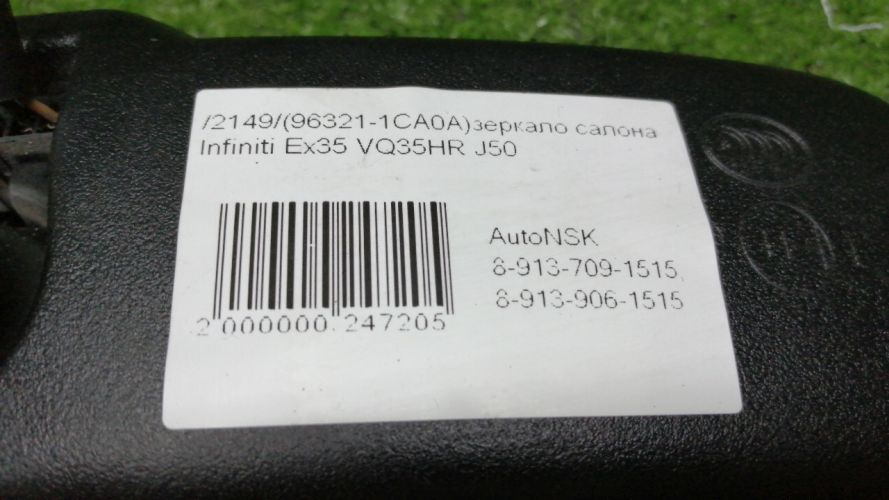 /2149/(96321-1CA0A)зеркало салона
Infiniti Ex35 VQ35HR J50
AutoNSK
8-913-709-1515,
8-913-906-1515
2 000000 247205